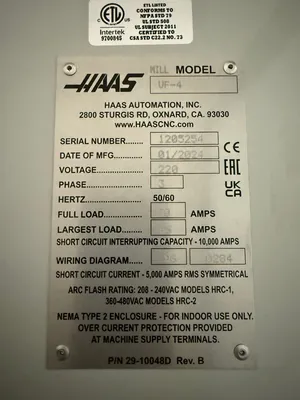 ETL LISTED
CONFORMS TO
NFPA STD 79
UL STD 508
UL SUBJECT 2011
CERTIFIED TO
CSA STD C22.2 NO. 73
Intertek
9700845
HAAS MILL MODEL
VF-4
HAAS AUTOMATION, INC.
2800 STURGIS RD, OXNARD, CA. 93030
www.HAASCNC.com
SERIAL NUMBER 1205254
DATE OF MFG 01/2024
VOLTAGE 220
PHASE 3
HERTZ 50/60
FULL LOAD AMPS
LARGEST LOAD AMPS
SHORT CIRCUIT INTERRUPTING CAPACITY - 10,000 AMPS
WIRING DIAGRAM 0204
SHORT CIRCUIT CURRENT - 5,000 AMPS RMS SYMMETRICAL
ARC FLASH RATING: 208 - 240VAC MODELS HRC-1,
360-480VAC MODELS HRC-2
NEMA TYPE 2 ENCLOSURE - FOR INDOOR USE ONLY.
OVER CURRENT PROTECTION PROVIDED
AT MACHINE SUPPLY TERMINALS.
P/N 29-10048D Rev. B
CE EAC
UK
CA